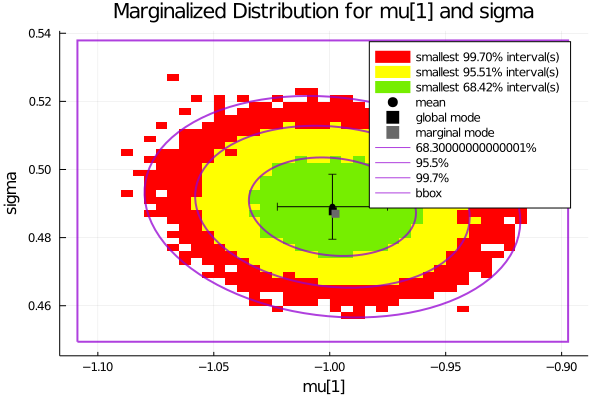 Marginalized Distribution for mu[1] and sigma
0.54
0.52
0.50
0.48
0.46
sigma
smallest 99.70% interval(s)
smallest 95.51% interval(s)
smallest 68.42% interval(s)
mean
global mode
marginal mode
68.30000000000001%
95.5%
99.7%
bbox
−1.10
−1.05
−1.00
−0.95
−0.90
mu[1]